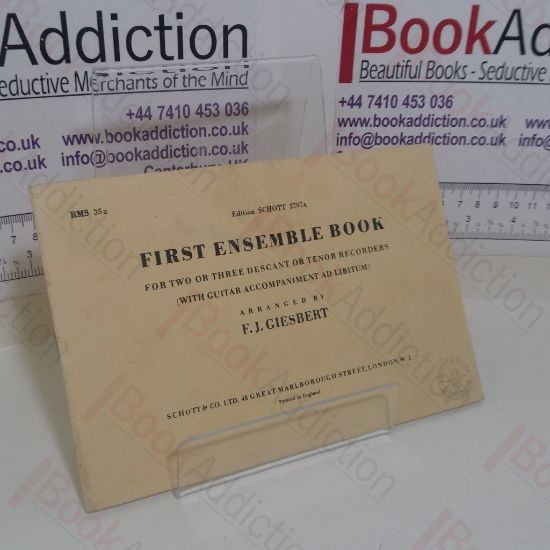 Addiction
Seductive Merchants of the Mind
+44 7410 453 036
www.bookaddiction.co.uk
.co.uk info@bookaddiction.co.uk
Canterbury, UK
BookAd
Beautiful Books - Seductive
+44 7410 453 036
www.bookaddiction.co.uk
info@bookaddiction.co.uk
RMS 35a
Edition SCHOTT 2707A
FIRST ENSEMBLE BOOK
FOR TWO OR THREE DESCANT OR TENOR RECORDERS
(WITH GUITAR ACCOMPANIMENT AD LIBITUM)
ARRANGED BY
F. J. GIESBERT
SCHOTT & CO. LTD. 48 GREAT MARLBOROUGH STREET, LONDON, W.1
Printed in England
BookAddiction